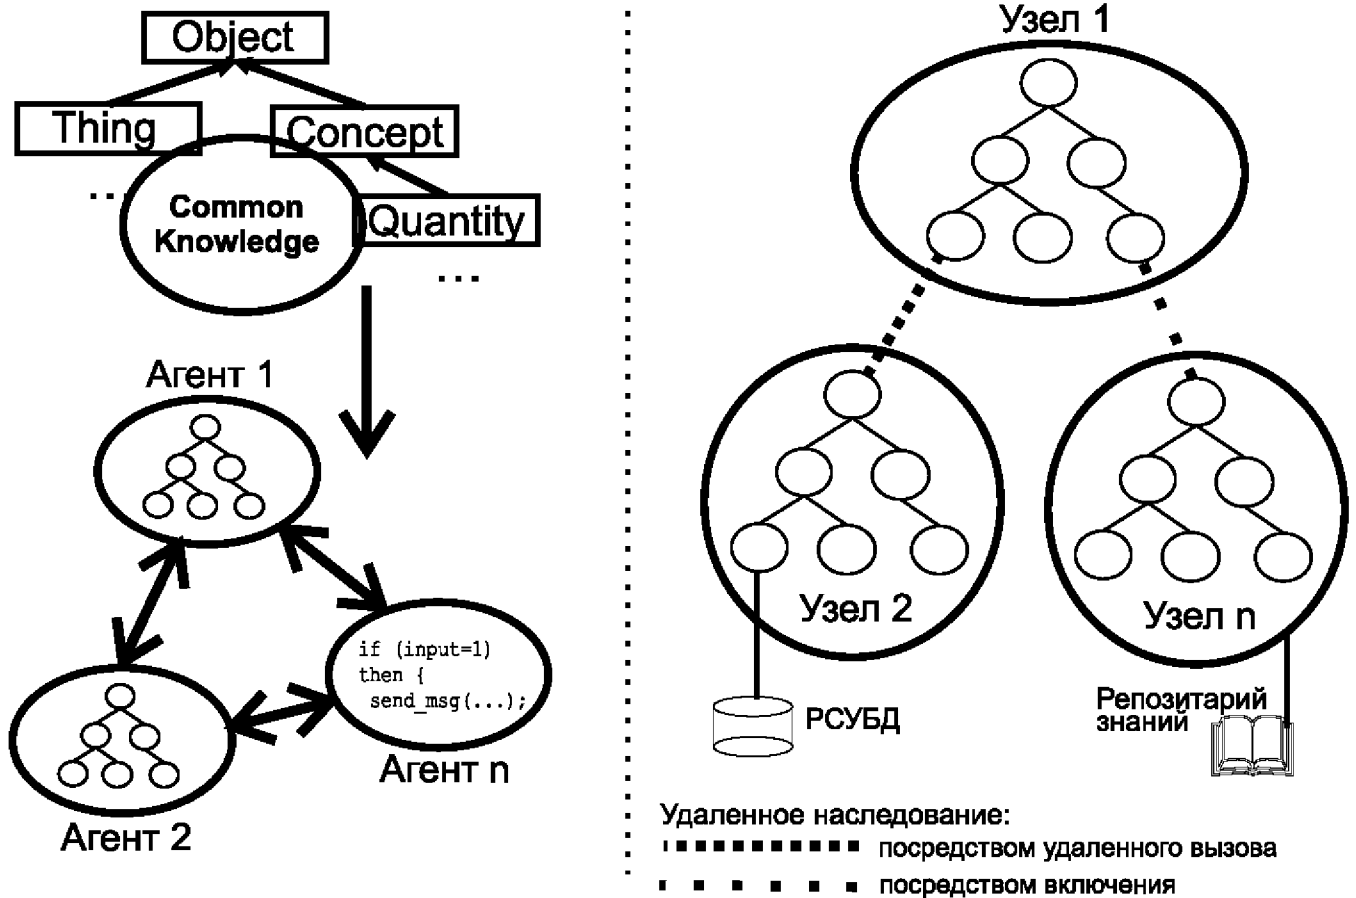 Object
Thing
Concept
...
Common
Knowledge
Quantity
...
Агент 1
if (input=1)
then {
send_msg(...);
Агент n
Агент 2
Узел 1
Узел 2
Узел n
РСУБД
Репозитарий
знаний
Удаленное наследование:
посредством удаленного вызова
посредством включения